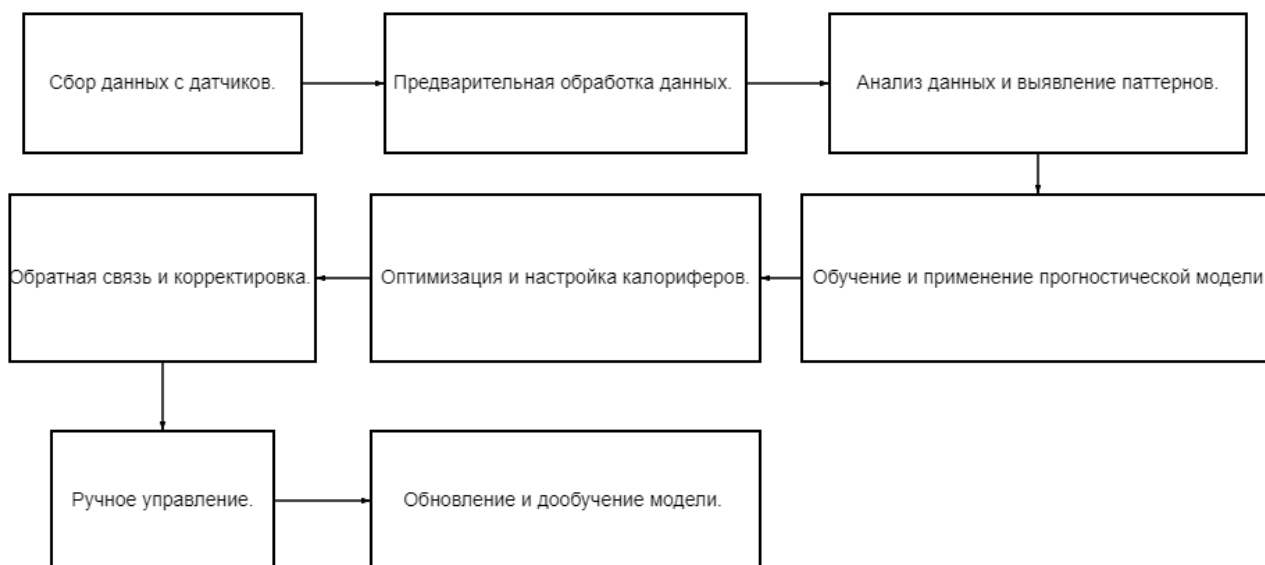 Сбор данных с датчиков.
Предварительная обработка данных.
Анализ данных и выявление паттернов.
Обратная связь и корректировка.
Оптимизация и настройка калориферов.
Обучение и применение прогностической модели
Ручное управление.
Обновление и дообучение модели.